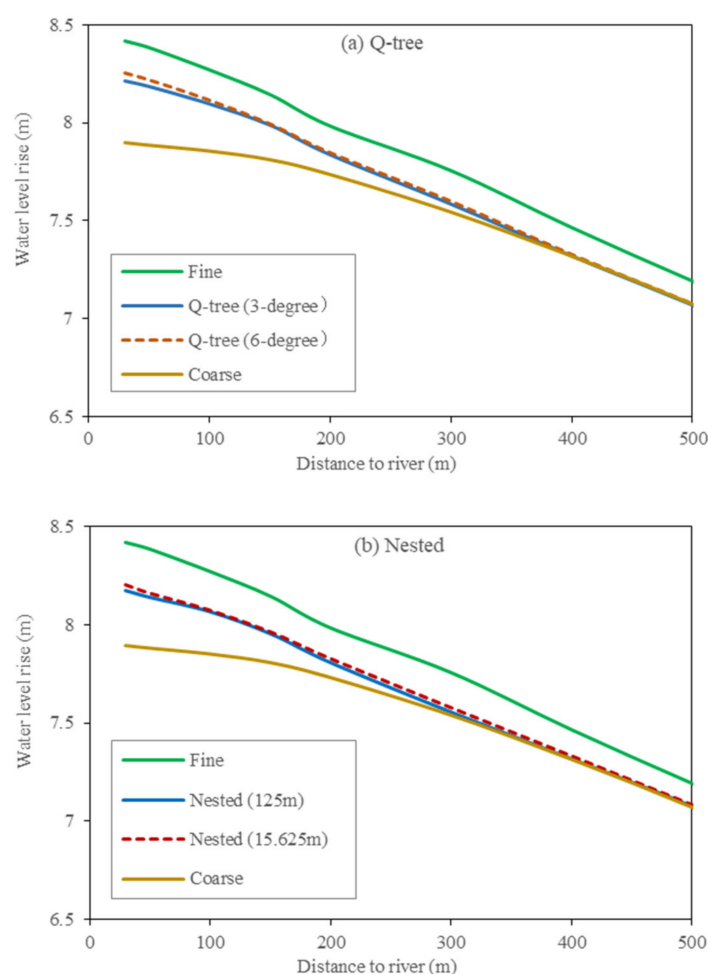 (a) Q-tree
8.5
8
7.5
7
6.5
Water level rise (m)
Fine
Q-tree (3-degree）
Q-tree (6-degree）
Coarse
0 100 200 300 400 500
Distance to river (m)
(b) Nested
8.5
8
7.5
7
6.5
Water level rise (m)
Fine
Nested (125m)
Nested (15.625m)
Coarse
0 100 200 300 400 500
Distance to river (m)